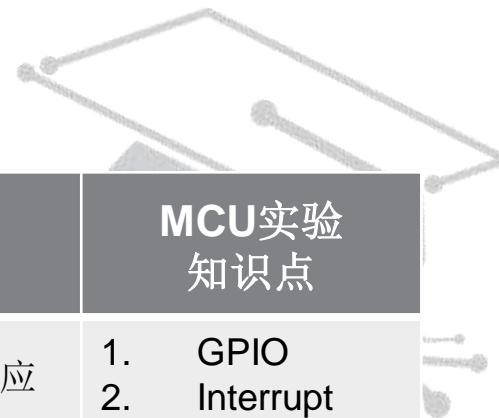 MCU实验
知识点
应
1. GPIO
2. Interrupt